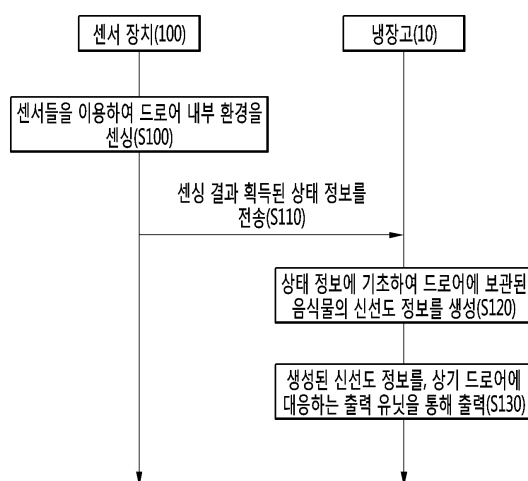 센서 장치(100)
냉장고(10)
센서들을 이용하여 드로어 내부 환경을
센싱(S100)
센싱 결과 획득된 상태 정보를
전송(S110)
상태 정보에 기초하여 드로어에 보관된
음식물의 신선도 정보를 생성(S120)
생성된 신선도 정보를, 상기 드로어에
대응하는 출력 유닛을 통해 출력(S130)